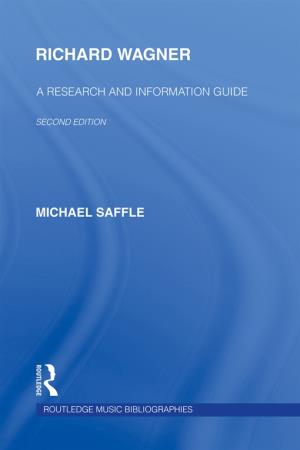 RICHARD WAGNER
A RESEARCH AND INFORMATION GUIDE
SECOND EDITION
MICHAEL SAFFLE
ROUTLEDGE
ROUTLEDGE MUSIC BIBLIOGRAPHIES